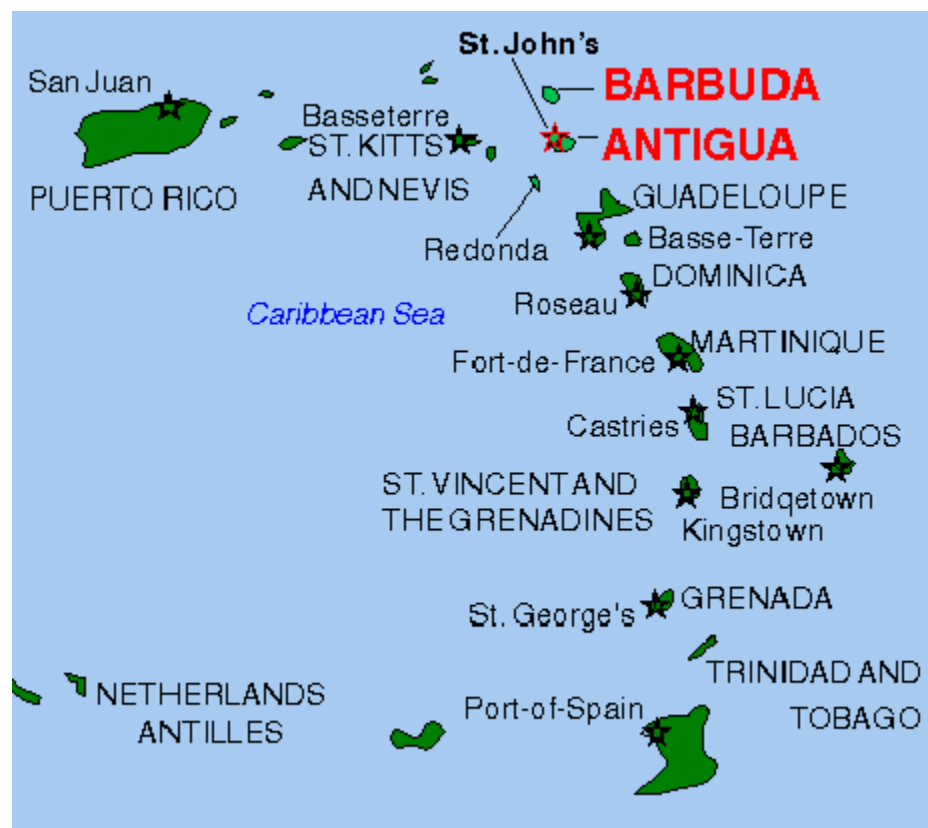 St. John's
San Juan
BARBUDA
Basseterre
ANTIGUA
ST. KITTS
AND NEVIS
PUERTO RICO
GUADELOUPE
Redonda
Basse-Terre
DOMINICA
Roseau
Caribbean Sea
MARTINIQUE
Fort-de-France
ST. LUCIA
Castries
BARBADOS
ST. VINCENT AND
THE GRENADINES
Bridqetown
Kingstown
GRENADA
St. George's
TRINIDAD AND
TOBAGO
NETHERLANDS
ANTILLES
Port-of-Spain